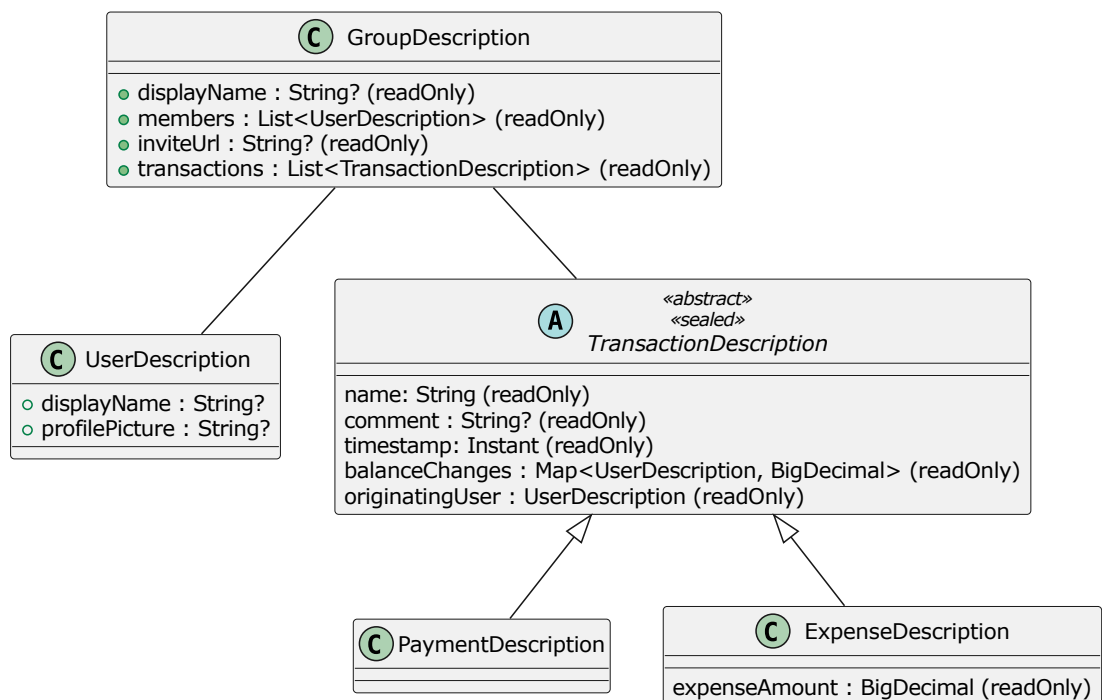 C GroupDescription
displayName : String? (readOnly)
members : List<UserDescription> (readOnly)
inviteUrl : String? (readOnly)
transactions : List<TransactionDescription> (readOnly)
C UserDescription
displayName : String?
profilePicture : String?
«abstract»
«sealed»
A TransactionDescription
name: String (readOnly)
comment : String? (readOnly)
timestamp: Instant (readOnly)
balanceChanges : Map<UserDescription, BigDecimal> (readOnly)
originatingUser : UserDescription (readOnly)
C PaymentDescription
C ExpenseDescription
expenseAmount : BigDecimal (readOnly)